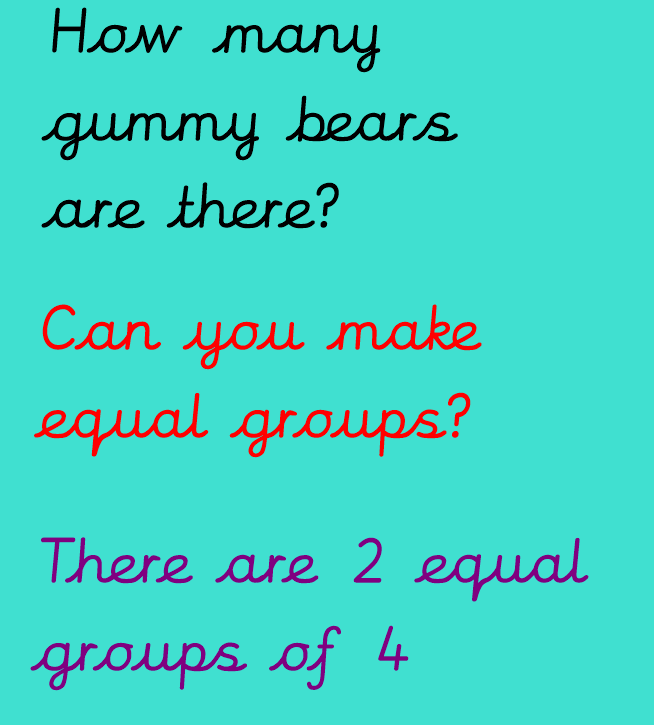 How many
gummy bears
are there?
Can you make
equal groups?
There are 2 equal
groups of 4